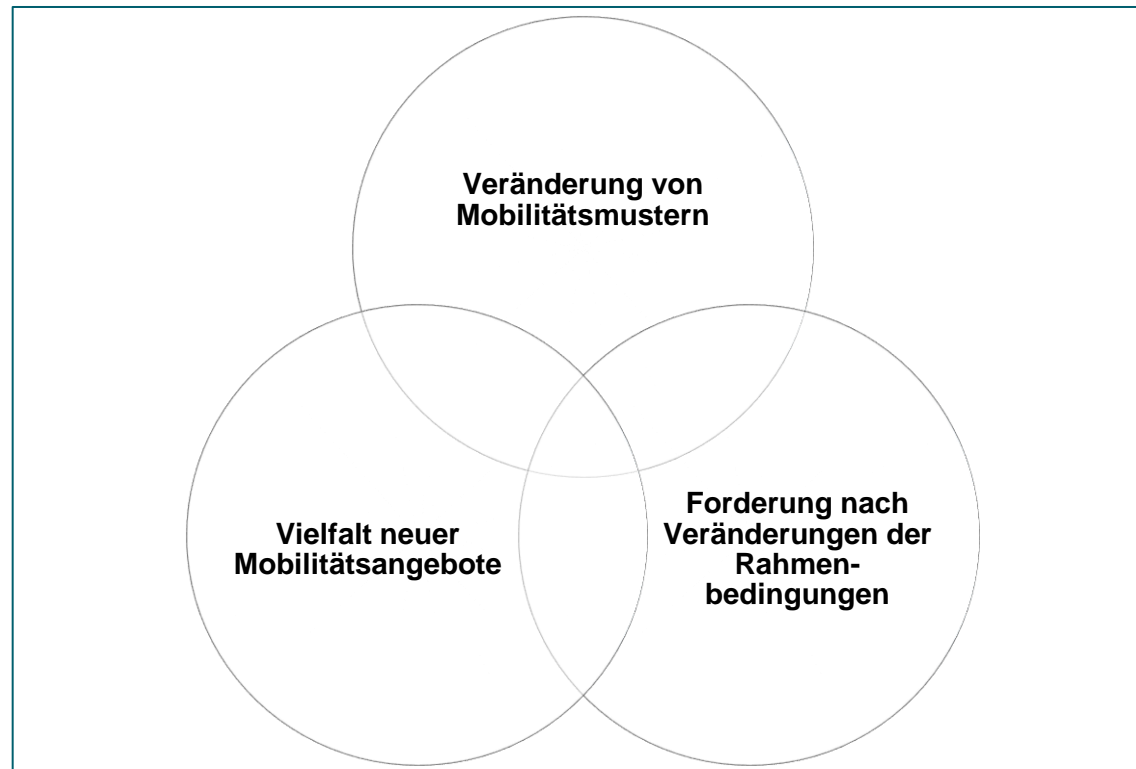 Veränderung von
Mobilitätsmustern
Vielfalt neuer
Mobilitätsangebote
Forderung nach
Veränderungen der
Rahmen-
bedingungen